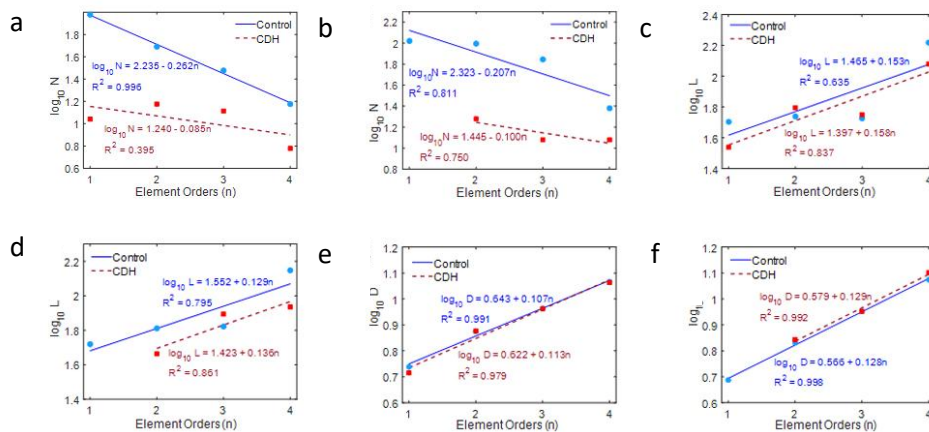 a
Control
CDH
log10 N = 2.235 - 0.262n
R² = 0.996
log10 N = 1.240 - 0.085n
R² = 0.395
log10 N
1.8
1.6
1.4
1.2
1
0.8
0.6
1 2 3 4
Element Orders (n)
b
Control
CDH
log10 N = 2.323 - 0.207n
R² = 0.811
log10 N = 1.445 - 0.100n
R² = 0.750
log10 N
2.2
2
1.8
1.6
1.4
1.2
1
0.8
1 2 3 4
Element Orders (n)
c
Control
CDH
log10 L = 1.465 + 0.153n
R² = 0.635
log10 L = 1.397 + 0.158n
R² = 0.837
log10 L
2.4
2.2
2
1.8
1.6
1.4
1 2 3 4
Element Orders (n)
d
Control
CDH
log10 L = 1.552 + 0.129n
R² = 0.795
log10 L = 1.423 + 0.136n
R² = 0.861
log10 L
2.2
2
1.8
1.6
1.4
1 2 3 4
Element Orders (n)
e
Control
CDH
log10 D = 0.643 + 0.107n
R² = 0.991
log10 D = 0.622 + 0.113n
R² = 0.979
log10 D
1.2
1.1
1
0.9
0.8
0.7
0.6
1 2 3 4
Element Orders (n)
f
Control
CDH
log10 D = 0.579 + 0.129n
R² = 0.992
log10 D = 0.566 + 0.128n
R² = 0.998
1.2
1.1
1
0.9
0.8
0.7
0.6
1 2 3 4
Element Orders (n)